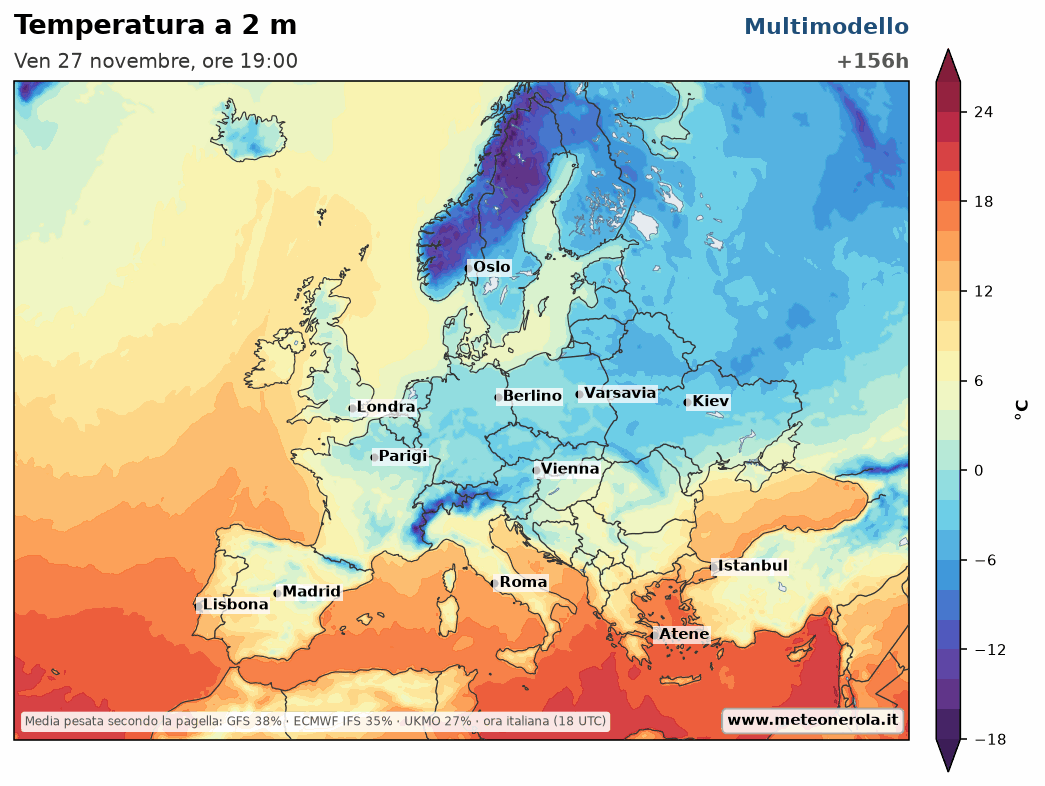 Temperatura a 2 m
Multimodello
Ven 27 novembre, ore 19:00
+156h
24
18
12
6
0
−6
−12
−18
°C
Oslo
Londra
Berlino
Varsavia
Kiev
Parigi
Vienna
Istanbul
Roma
Madrid
Lisbona
Atene
Media pesata secondo la pagella: GFS 38% · ECMWF IFS 35% · UKMO 27% · ora italiana (18 UTC)
www.meteonerola.it